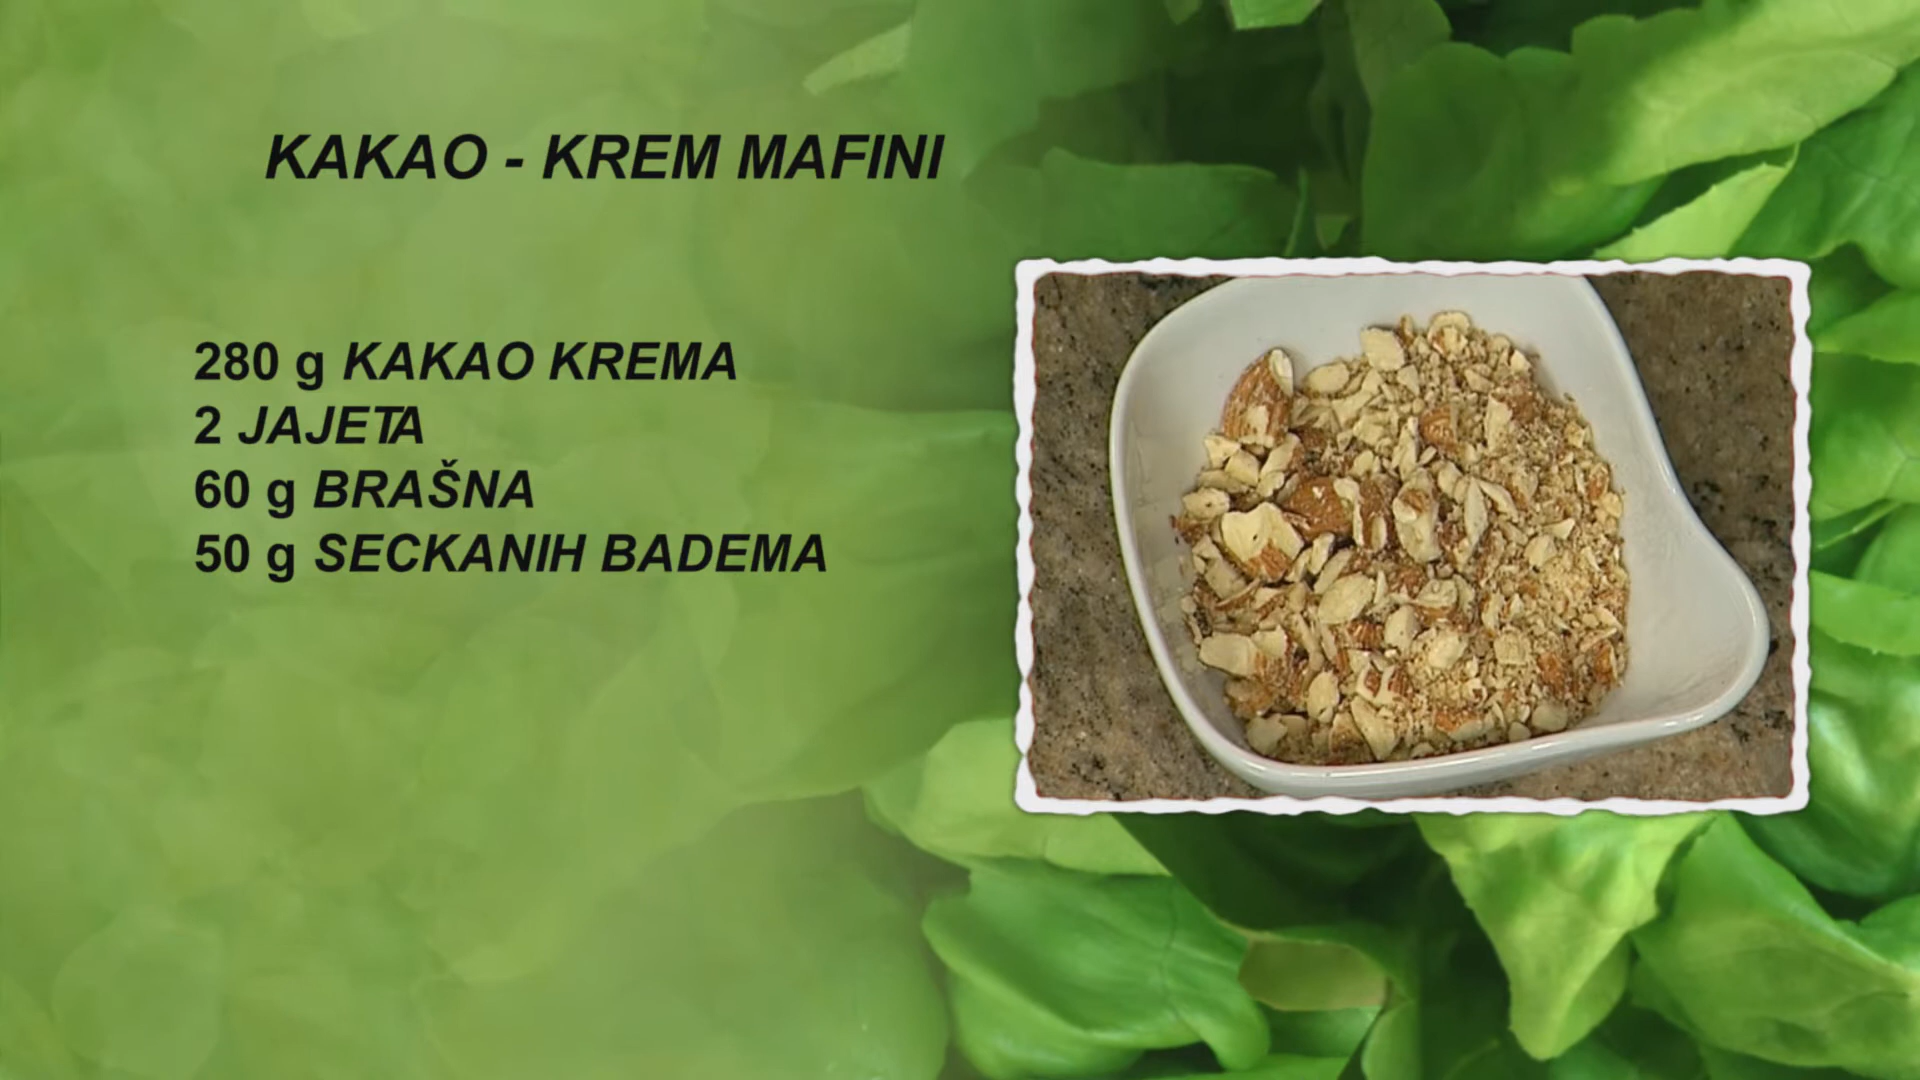 KAKAO - KREM MAFINI
280 g KAKAO KREMA
2 JAJETA
60 g BRAŠNA
50 g SECKANIH BADEMA